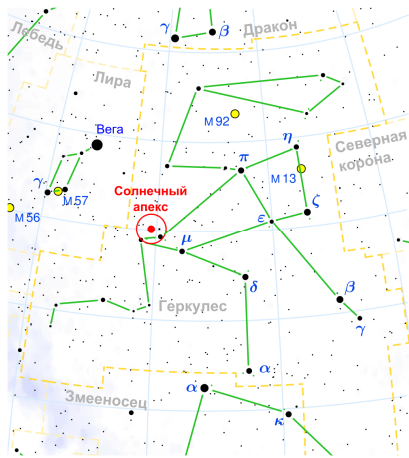 Лебедь
γ
β
Дракон
Лира
M 92
Вега
η
Северная
корона
π
M 13
γ
M 57
Солнечный
апекс
ζ
M 56
ε
μ
δ
β
Геркулес
γ
α
Змееносец
α
κ